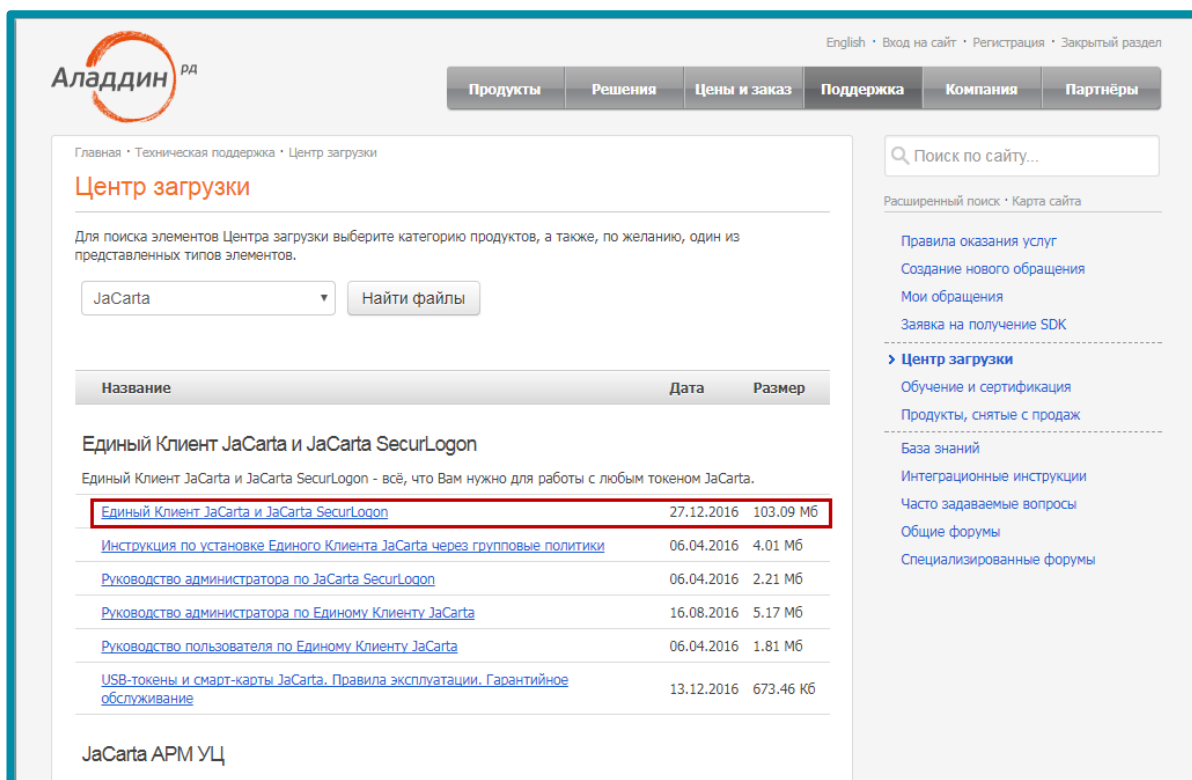 English · Вход на сайт · Регистрация · Закрытый раздел
Аладдин РД
Продукты Решения Цены и заказ Поддержка Компания Партнёры
Главная · Техническая поддержка · Центр загрузки
Центр загрузки
Для поиска элементов Центра загрузки выберите категорию продуктов, а также, по желанию, один из
представленных типов элементов.
JaCarta Найти файлы
Название Дата Размер
Единый Клиент JaCarta и JaCarta SecurLogon
Единый Клиент JaCarta и JaCarta SecurLogon - всё, что Вам нужно для работы с любым токеном JaCarta.
Единый Клиент JaCarta и JaCarta SecurLogon 27.12.2016 103.09 Мб
Инструкция по установке Единого Клиента JaCarta через групповые политики 06.04.2016 4.01 Мб
Руководство администратора по JaCarta SecurLogon 06.04.2016 2.21 Мб
Руководство администратора по Единому Клиенту JaCarta 16.08.2016 5.17 Мб
Руководство пользователя по Единому Клиенту JaCarta 06.04.2016 1.81 Мб
USB-токены и смарт-карты JaCarta. Правила эксплуатации. Гарантийное
обслуживание 13.12.2016 673.46 Кб
JaCarta АРМ УЦ
Поиск по сайту...
Расширенный поиск · Карта сайта
Правила оказания услуг
Создание нового обращения
Мои обращения
Заявка на получение SDK
Центр загрузки
Обучение и сертификация
Продукты, снятые с продаж
База знаний
Интеграционные инструкции
Часто задаваемые вопросы
Общие форумы
Специализированные форумы